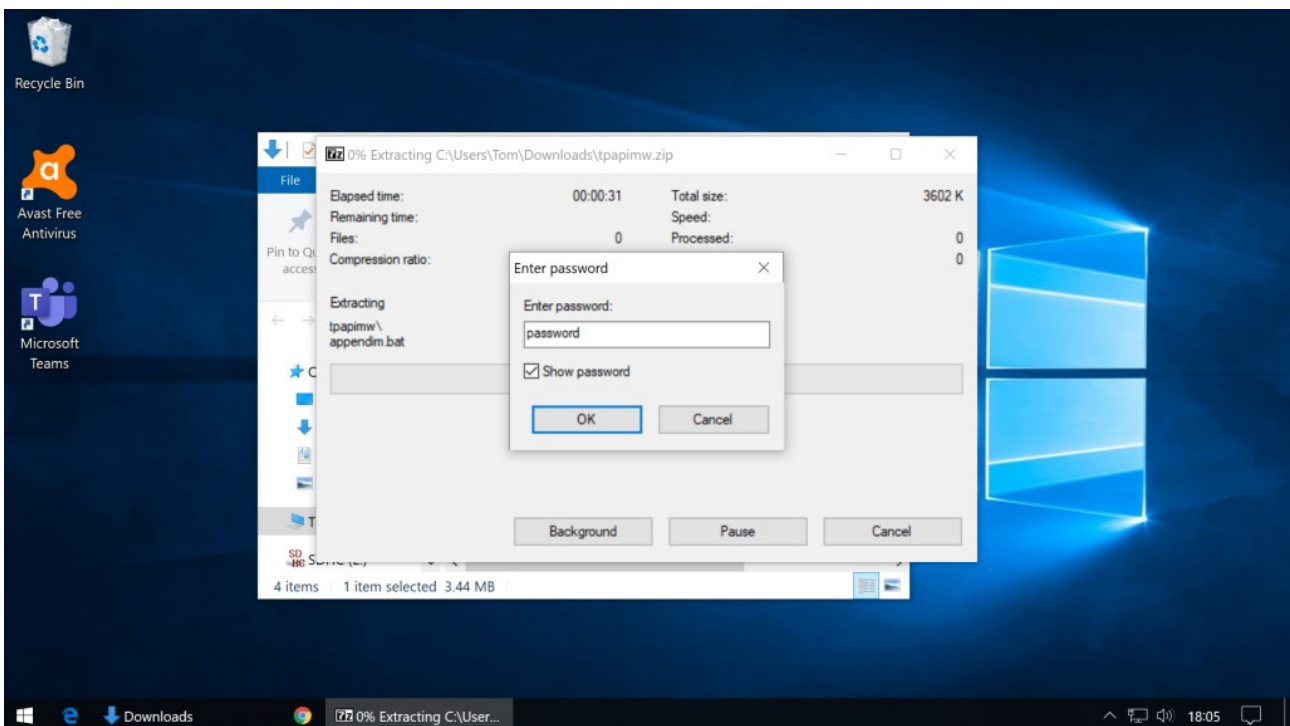 Recycle Bin
Avast Free
Antivirus
Microsoft
Teams
File
Pin to Qu
access
7z 0% Extracting C:\Users\Tom\Downloads\tpapimw.zip
Elapsed time: 00:00:31 Total size: 3602 K
Remaining time: Speed:
Files: 0 Processed: 0
Compression ratio: 0
Extracting
tpapimw\
appendim.bat
Enter password
Enter password:
password
Show password
OK Cancel
Background Pause Cancel
4 items 1 item selected 3.44 MB
Downloads
7z 0% Extracting C:\User...
18:05